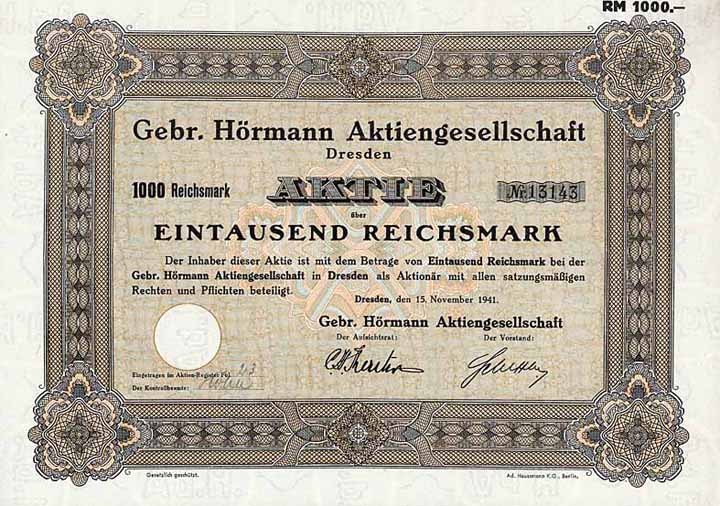 RM 1000.—
Gebr. Hörmann Aktiengesellschaft
Dresden
1000 Reichsmark AKTIE Nr. 13143
über
EINTAUSEND REICHSMARK
Der Inhaber dieser Aktie ist mit dem Betrage von Eintausend Reichsmark bei der
Gebr. Hörmann Aktiengesellschaft in Dresden als Aktionär mit allen satzungsmäßigen
Rechten und Pflichten beteiligt.
Dresden, den 15. November 1941.
Gebr. Hörmann Aktiengesellschaft
Der Aufsichtsrat: Der Vorstand:
Eingetragen im Aktien-Register Fol.
Der Kontrollbeamte:
Gesetzlich geschützt. Ad. Haussmann K.G., Berlin.